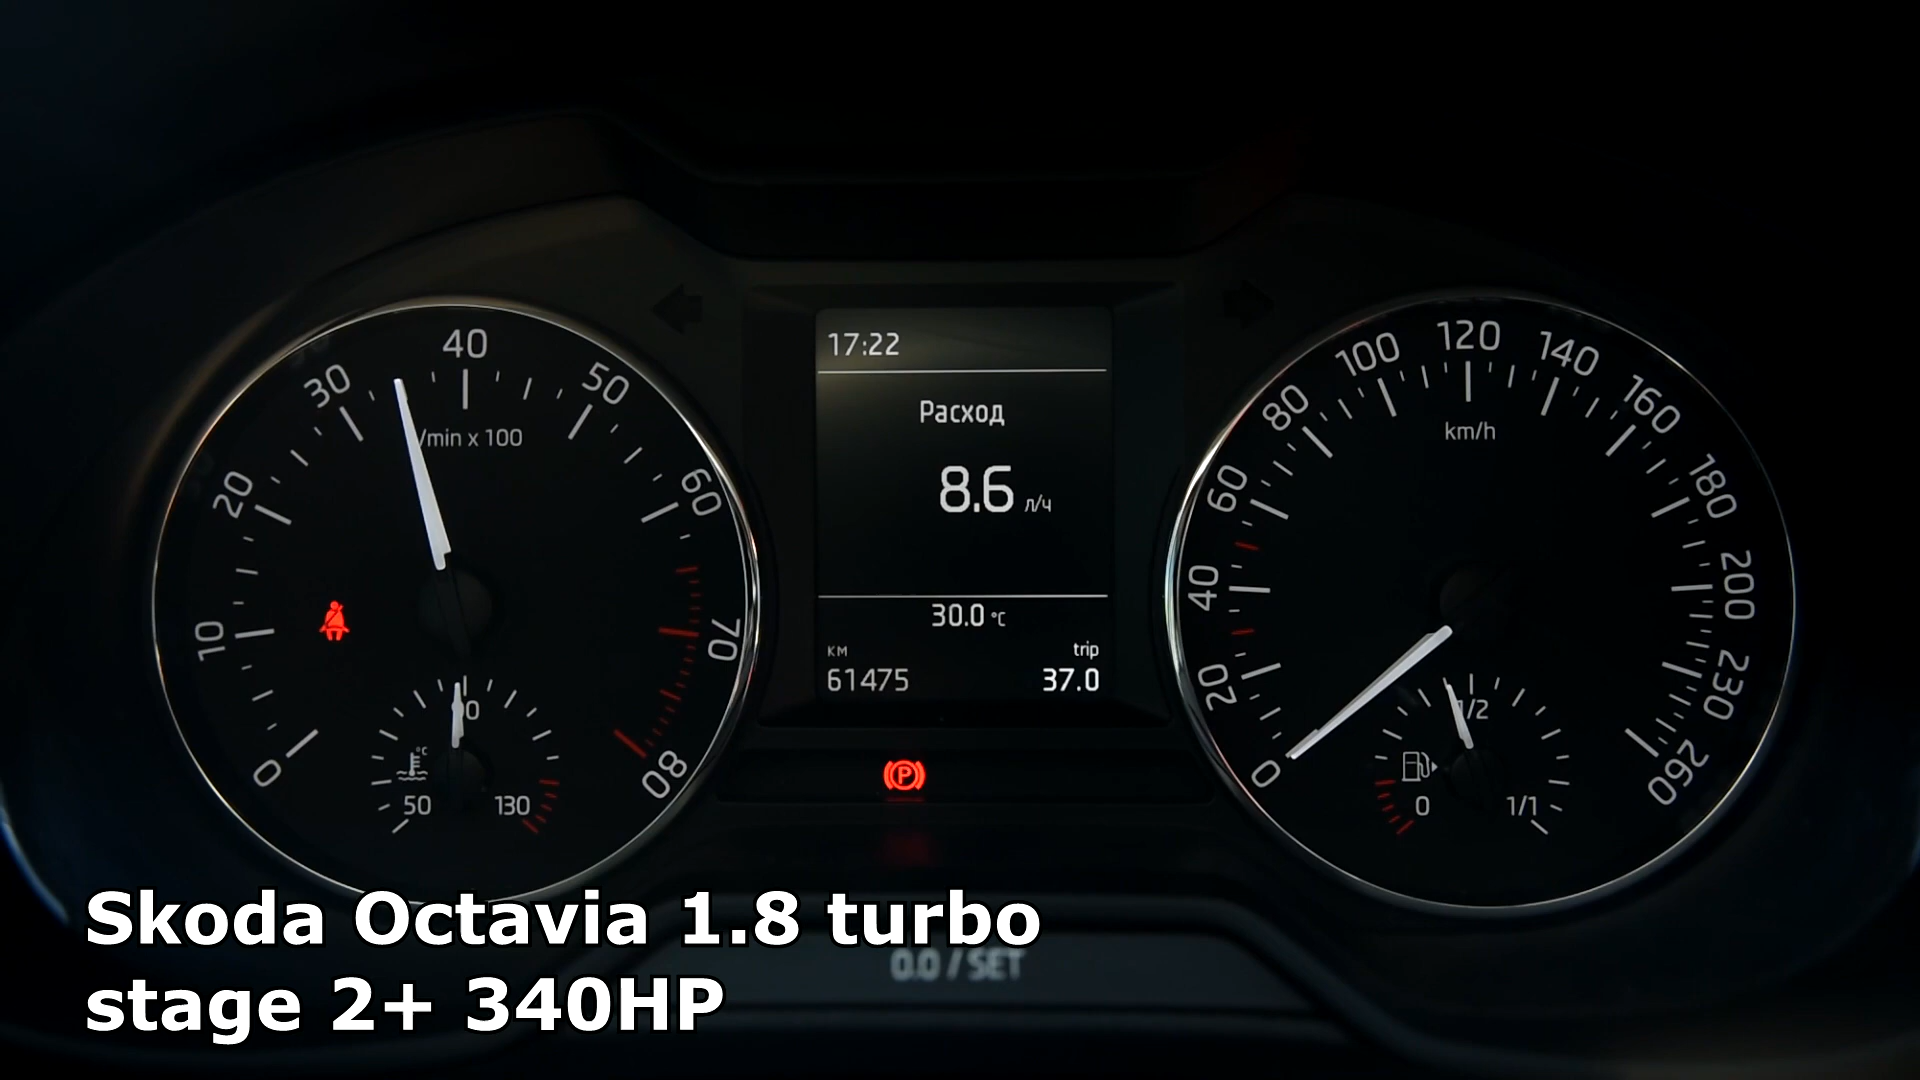 0
10
20
30
40
50
60
70
80
/min x 100
°C
50
90
130
17:22
Расход
8.6 л/ч
30.0 °C
КМ
61475
trip
37.0
P
0
20
40
60
80
100
120
140
160
180
200
230
260
km/h
0
1/2
1/1
0.0 / SET
Skoda Octavia 1.8 turbo
stage 2+ 340HP